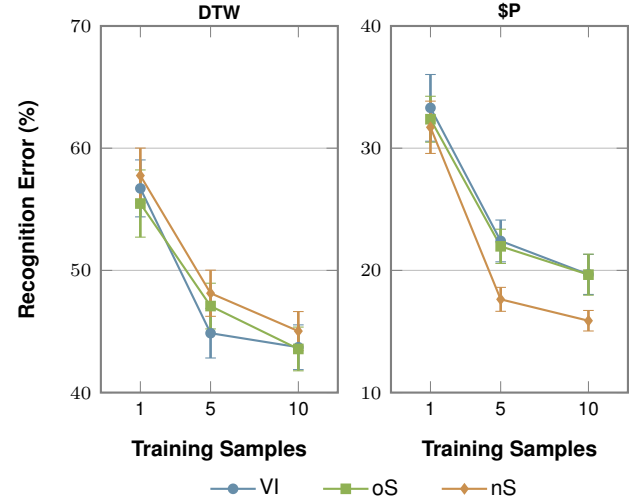 DTW
$P
Recognition Error (%)
70
60
50
40
40
30
20
10
1 5 10
1 5 10
Training Samples
Training Samples
VI oS nS